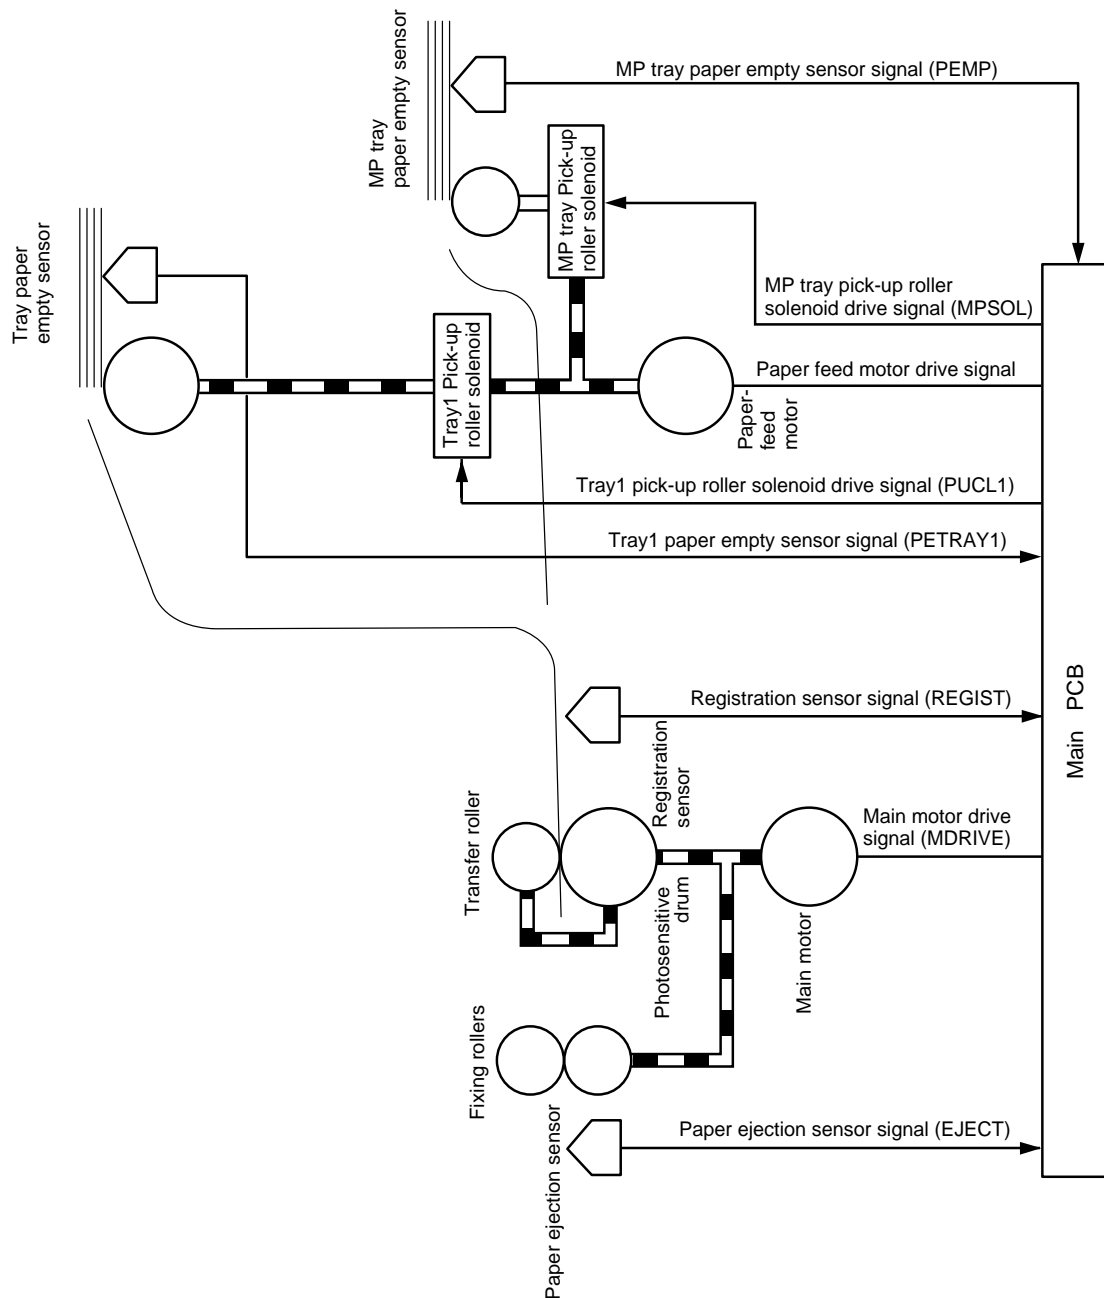 MP tray paper empty sensor signal (PEMP)
MP tray
paper empty sensor
Tray paper
empty sensor
MP tray Pick-up
roller solenoid
MP tray pick-up roller
solenoid drive signal (MPSOL)
Tray1 Pick-up
roller solenoid
Paper feed motor drive signal
Paper-
feed
motor
Tray1 pick-up roller solenoid drive signal (PUCL1)
Tray1 paper empty sensor signal (PETRAY1)
Registration sensor signal (REGIST)
Registration
sensor
Main PCB
Transfer roller
Main motor drive
signal (MDRIVE)
Photosensitive
drum
Main motor
Fixing rollers
Paper ejection sensor
Paper ejection sensor signal (EJECT)